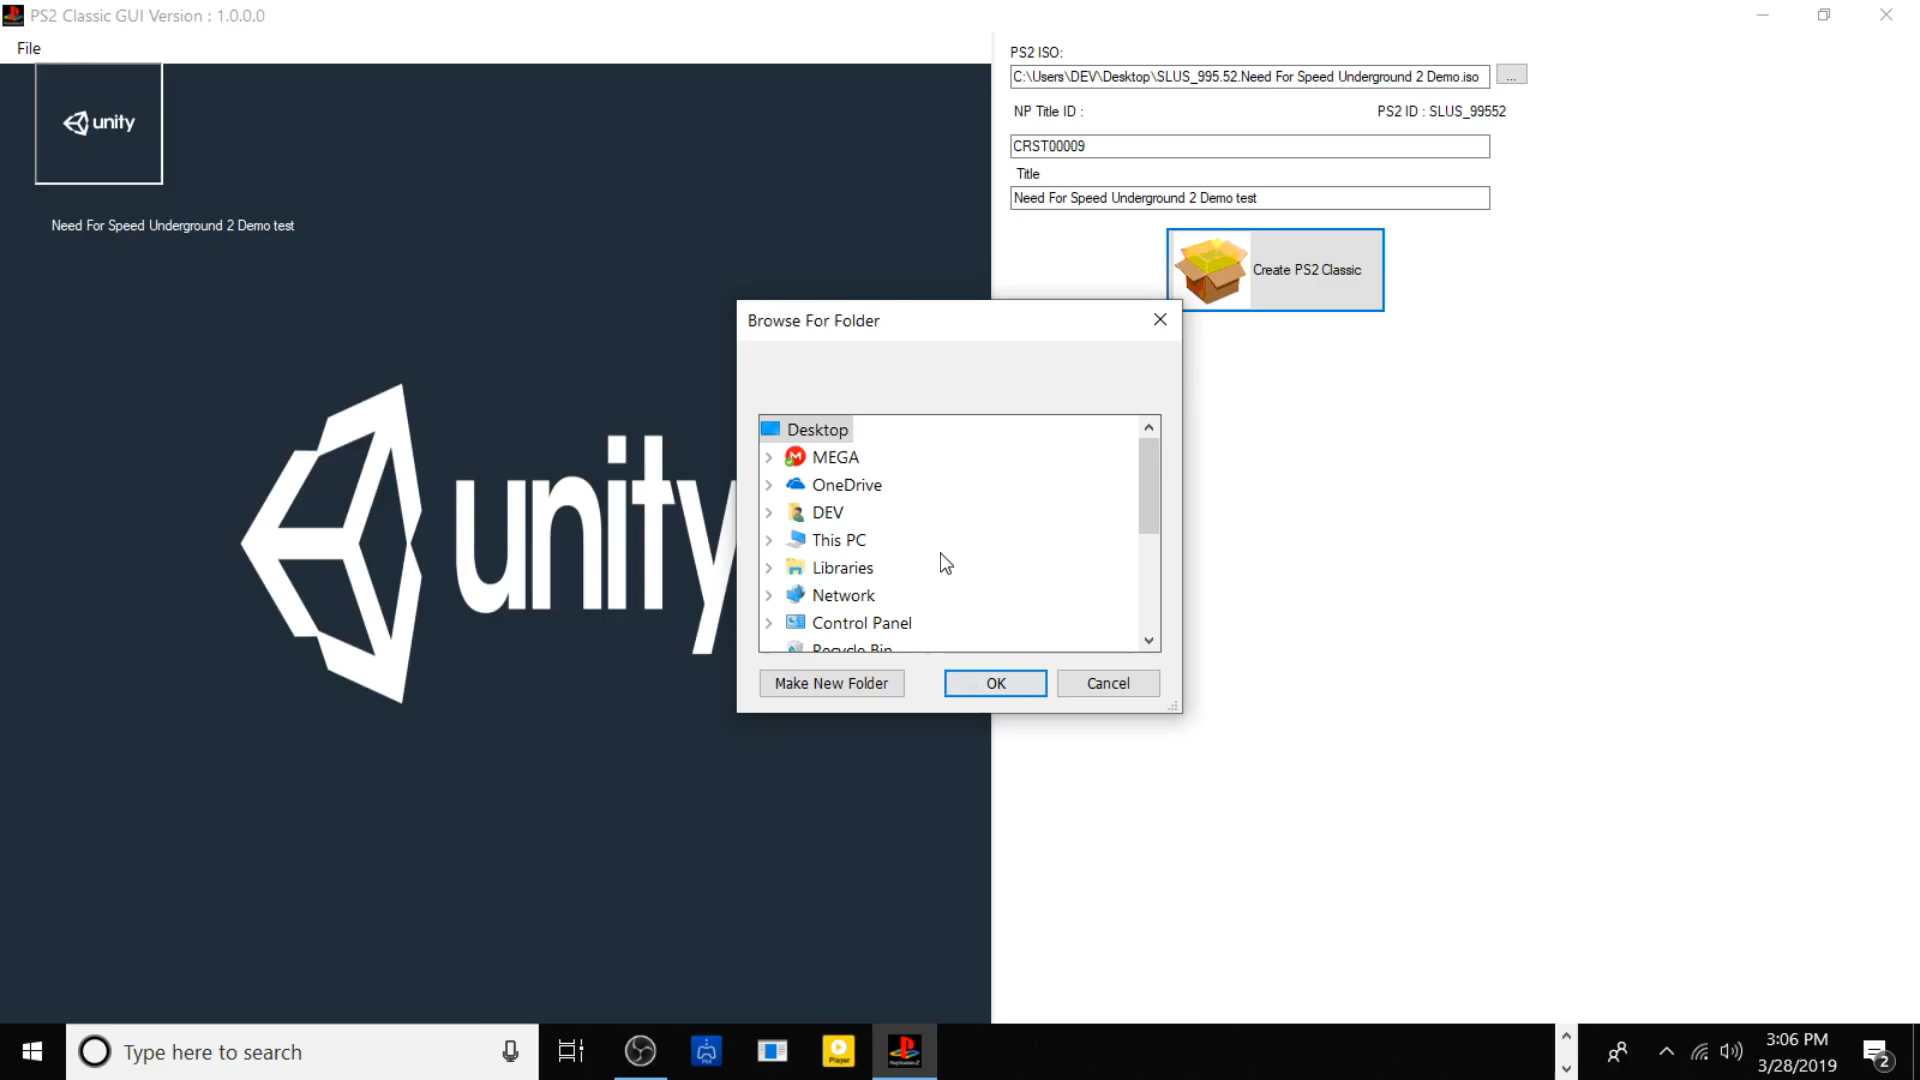 PS2 Classic GUI Version : 1.0.0.0
File
unity
Need For Speed Underground 2 Demo test
unity
PS2 ISO:
C:\Users\DEV\Desktop\SLUS_995.52.Need For Speed Underground 2 Demo.iso
...
NP Title ID :
PS2 ID : SLUS_99552
CRST00009
Title
Need For Speed Underground 2 Demo test
Create PS2 Classic
Browse For Folder
Desktop
MEGA
OneDrive
DEV
This PC
Libraries
Network
Control Panel
Recycle Bin
Make New Folder
OK
Cancel
Type here to search
Player
3:06 PM
3/28/2019
2